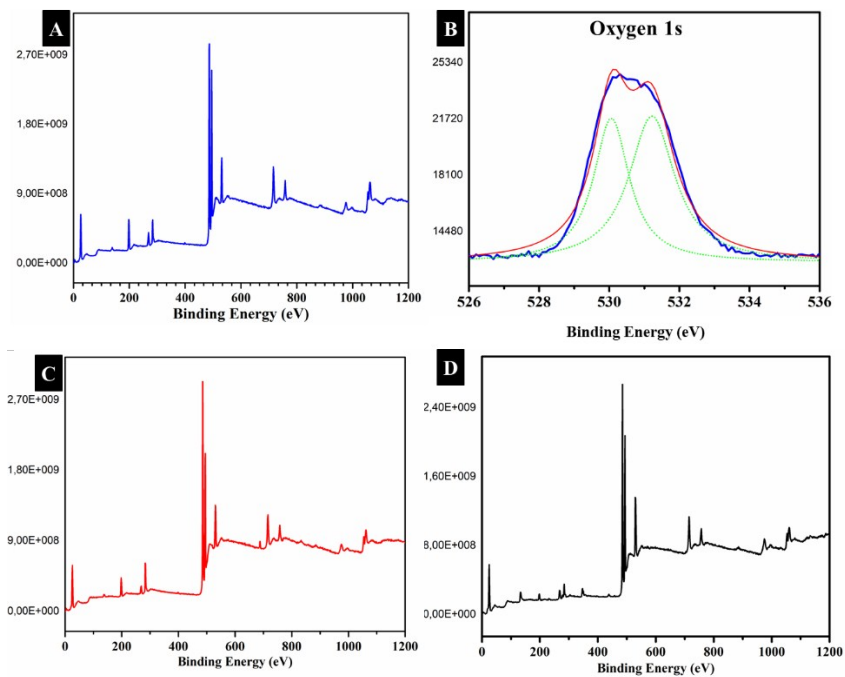 A
2,70E+009
1,80E+009
9,00E+008
0,00E+000
0 200 400 600 800 1000 1200
Binding Energy (eV)
B
Oxygen 1s
25340
21720
18100
14480
526 528 530 532 534 536
Binding Energy (eV)
C
2,70E+009
1,80E+009
9,00E+008
0,00E+000
0 200 400 600 800 1000 1200
Binding Energy (eV)
D
2,40E+009
1,60E+009
8,00E+008
0,00E+000
0 200 400 600 800 1000 1200
Binding Energy (eV)